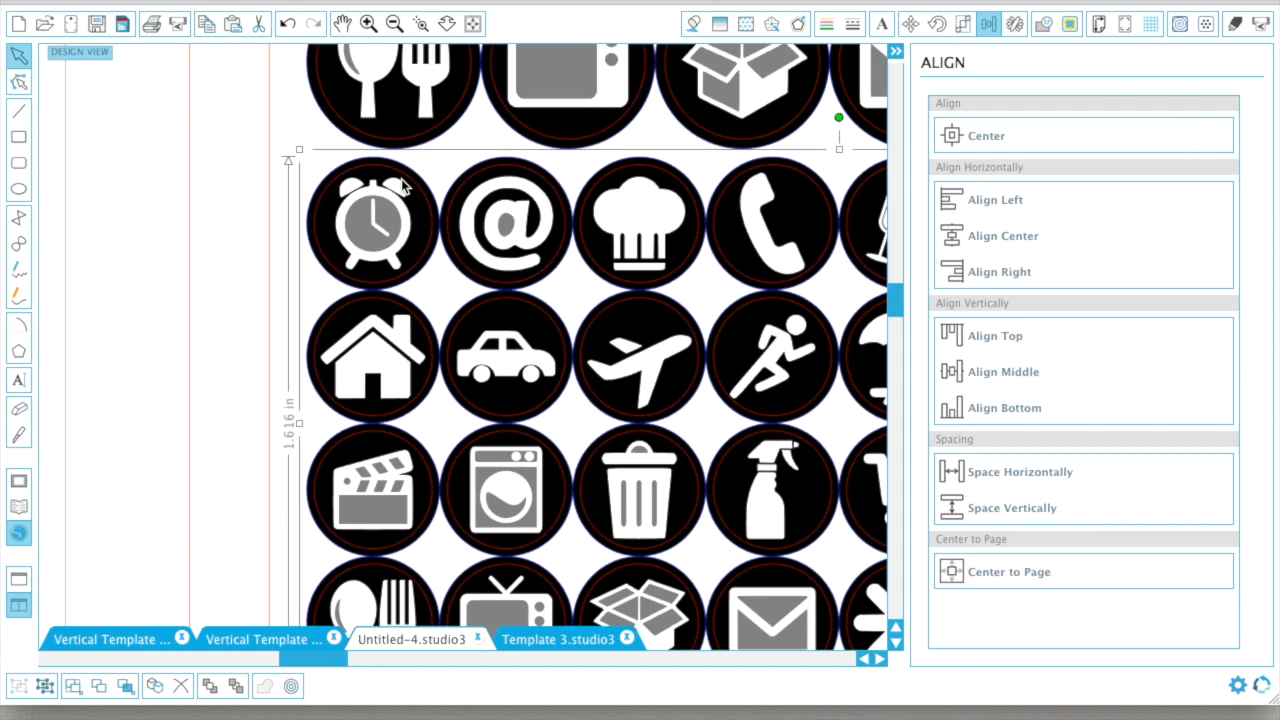 DESIGN VIEW
ALIGN
Align
Center
Align Horizontally
Align Left
Align Center
Align Right
Align Vertically
Align Top
Align Middle
Align Bottom
Spacing
Space Horizontally
Space Vertically
Center to Page
Center to Page
@
1.616 in
Vertical Template ... x Vertical Template ... x Untitled-4.studio3 x Template 3.studio3 x